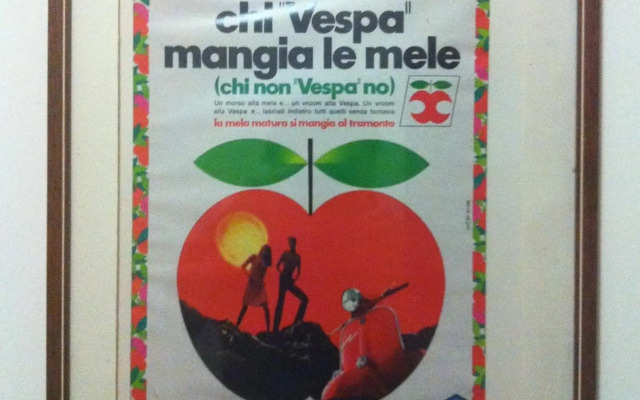 chi "Vespa"
mangia le mele
(chi non "Vespa" no)
Un morso alla mela e... un vroom alla Vespa. Un vroom
alla Vespa e... lasciati indietro tutti quelli senza fantasia
la mela matura si mangia al tramonto